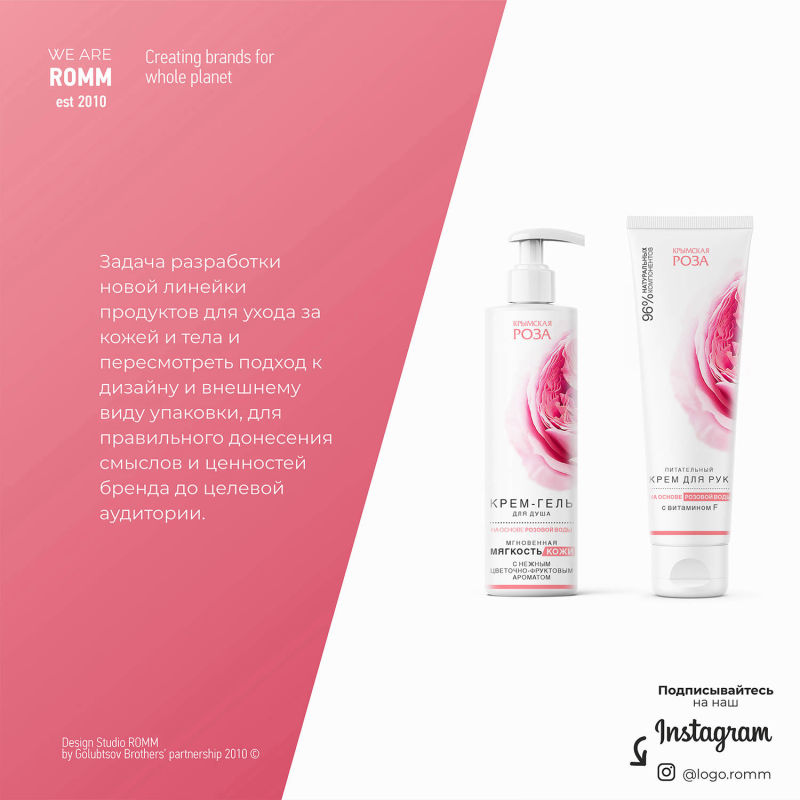 WE ARE
ROMM
est 2010
Creating brands for
whole planet
Задача разработки
новой линейки
продуктов для ухода за
кожей и тела и
пересмотреть подход к
дизайну и внешнему
виду упаковки, для
правильного донесения
смыслов и ценностей
бренда до целевой
аудитории.
КРЫМСКАЯ
РОЗА
КРЕМ-ГЕЛЬ
ДЛЯ ДУША
НА ОСНОВЕ РОЗОВОЙ ВОДЫ
МГНОВЕННАЯ
МЯГКОСТЬ КОЖИ
С НЕЖНЫМ
ЦВЕТОЧНО-ФРУКТОВЫМ
АРОМАТОМ
КРЫМСКАЯ
РОЗА
96% НАТУРАЛЬНЫХ
КОМПОНЕНТОВ
ПИТАТЕЛЬНЫЙ
КРЕМ ДЛЯ РУК
НА ОСНОВЕ РОЗОВОЙ ВОДЫ
с витамином F
Подписывайтесь
на наш
Instagram
@logo.romm
Design Studio ROMM
by Golubtsov Brothers' partnership 2010 ©